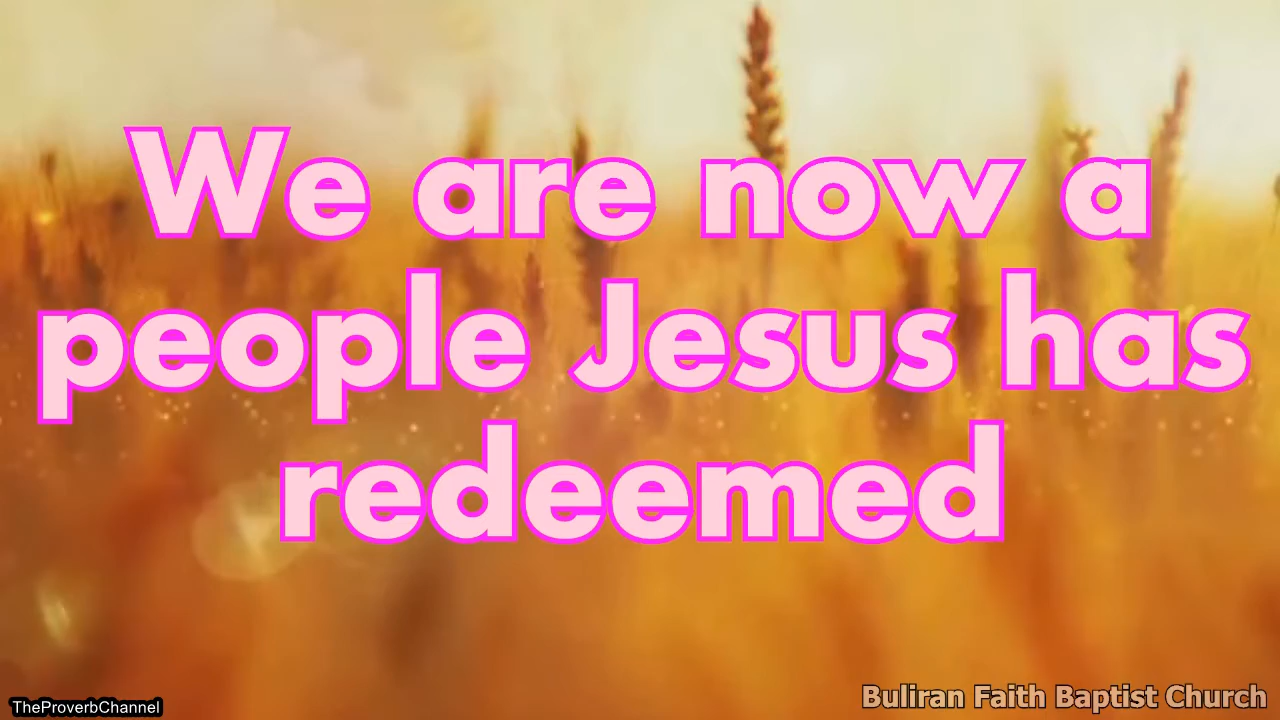 We are now a
people Jesus has
redeemed
TheProverbChannel
Buliran Faith Baptist Church